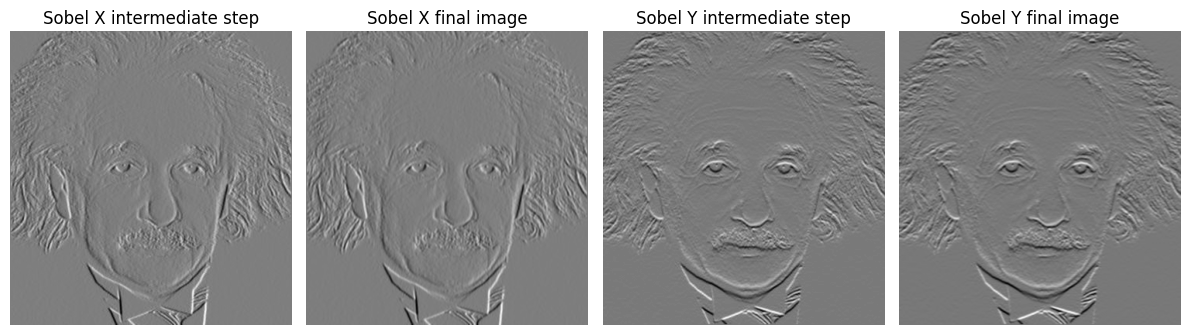 Sobel X intermediate step
Sobel X final image
Sobel Y intermediate step
Sobel Y final image